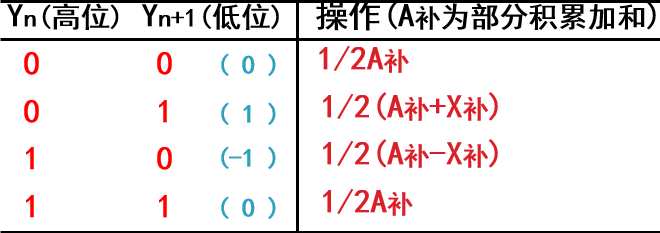 Yn(高位) Yn+1(低位) 操作(A补为部分积累加和)
0 0 ( 0 ) 1/2A补
0 1 ( 1 ) 1/2(A补+X补)
1 0 (-1 ) 1/2(A补-X补)
1 1 ( 0 ) 1/2A补